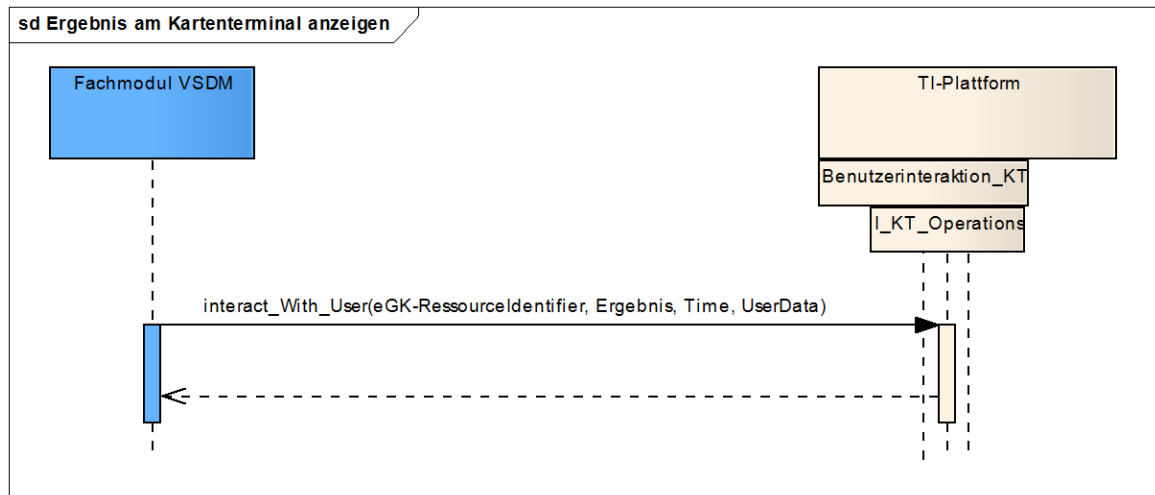 sd Ergebnis am Kartenterminal anzeigen
Fachmodul VSDM
TI-Plattform
Benutzerinteraktion_KT
I_KT_Operations
interact_With_User(eGK-RessourceIdentifier, Ergebnis, Time, UserData)